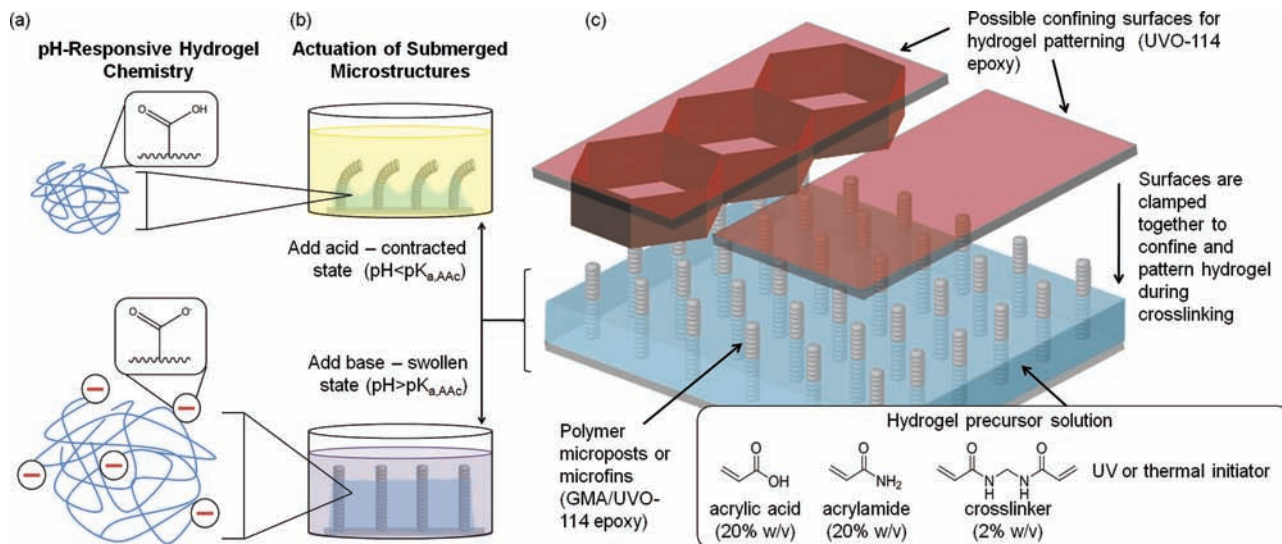 (a)
pH-Responsive Hydrogel
Chemistry
O
OH
O
O-
(b)
Actuation of Submerged
Microstructures
Add acid – contracted
state (pH<pKa,AAc)
Add base – swollen
state (pH>pKa,AAc)
(c)
Possible confining surfaces for
hydrogel patterning (UVO-114
epoxy)
Surfaces are
clamped
together to
confine and
pattern hydrogel
during
crosslinking
Polymer
microposts or
microfins
(GMA/UVO-
114 epoxy)
Hydrogel precursor solution
O
OH
acrylic acid
(20% w/v)
O
NH2
acrylamide
(20% w/v)
O
O
N
H
N
H
crosslinker
(2% w/v)
UV or thermal initiator